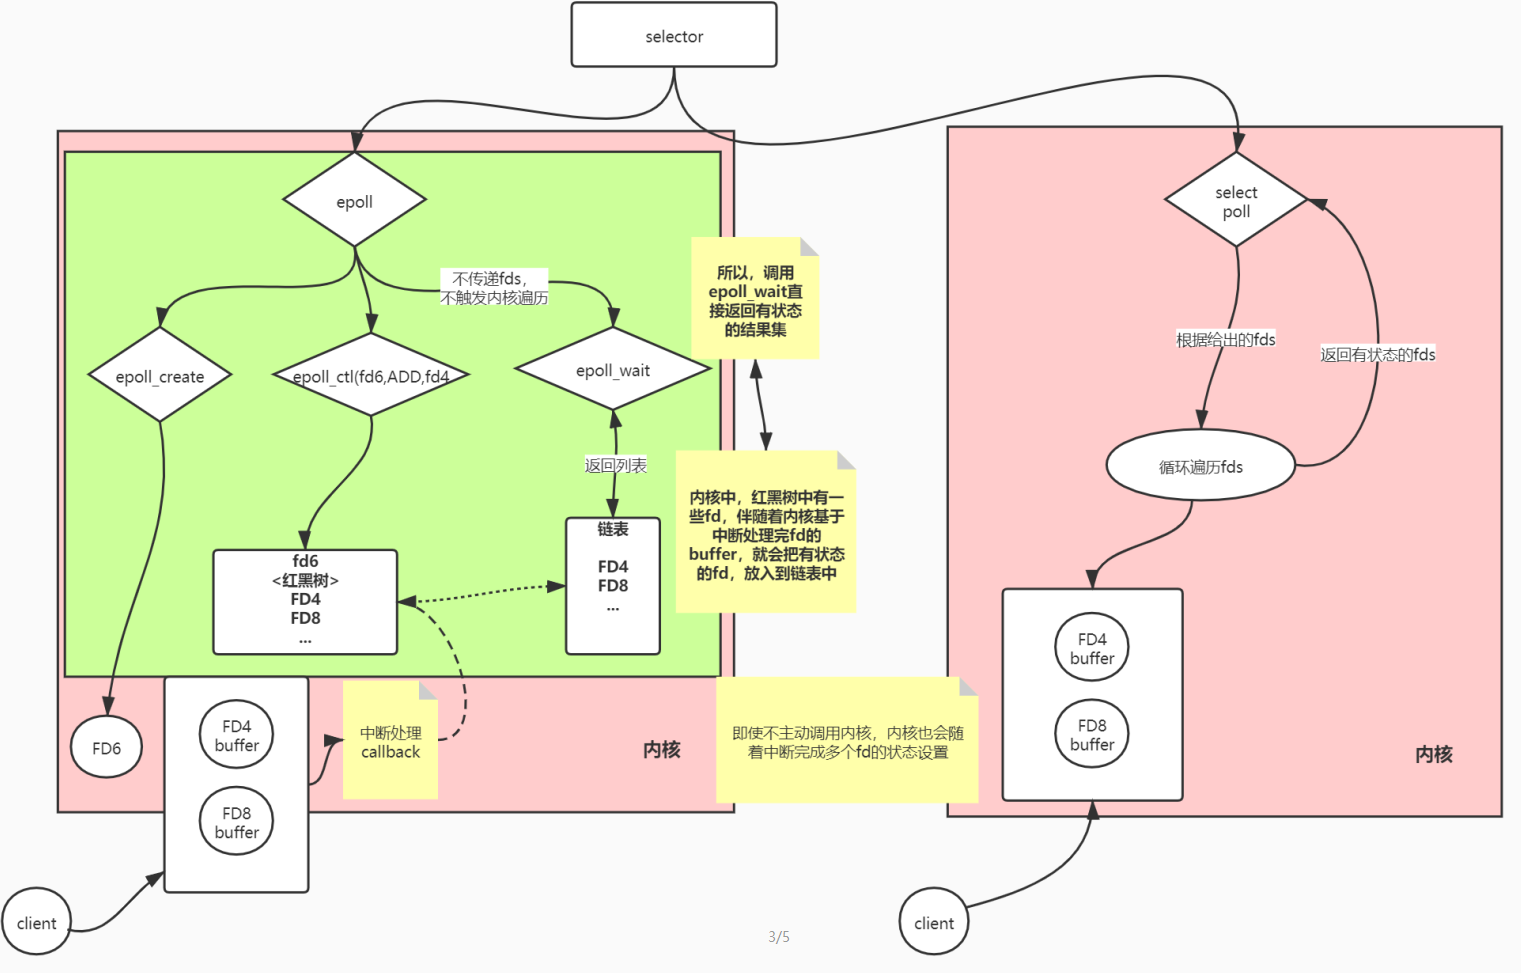 selector
epoll
不传递fds，
不触发内核遍历
epoll_create
epoll_ctl(fd6,ADD,fd4
epoll_wait
返回列表
fd6
<红黑树>
FD4
FD8
...
链表
FD4
FD8
...
FD6
FD4
buffer
FD8
buffer
中断处理
callback
内核
client
所以，调用
epoll_wait直
接返回有状态
的结果集
内核中，红黑树中有一
些fd，伴随着内核基于
中断处理完fd的
buffer，就会把有状态
的fd，放入到链表中
即使不主动调用内核，内核也会随
着中断完成多个fd的状态设置
select
poll
根据给出的fds
返回有状态的fds
循环遍历fds
FD4
buffer
FD8
buffer
内核
client
3/5